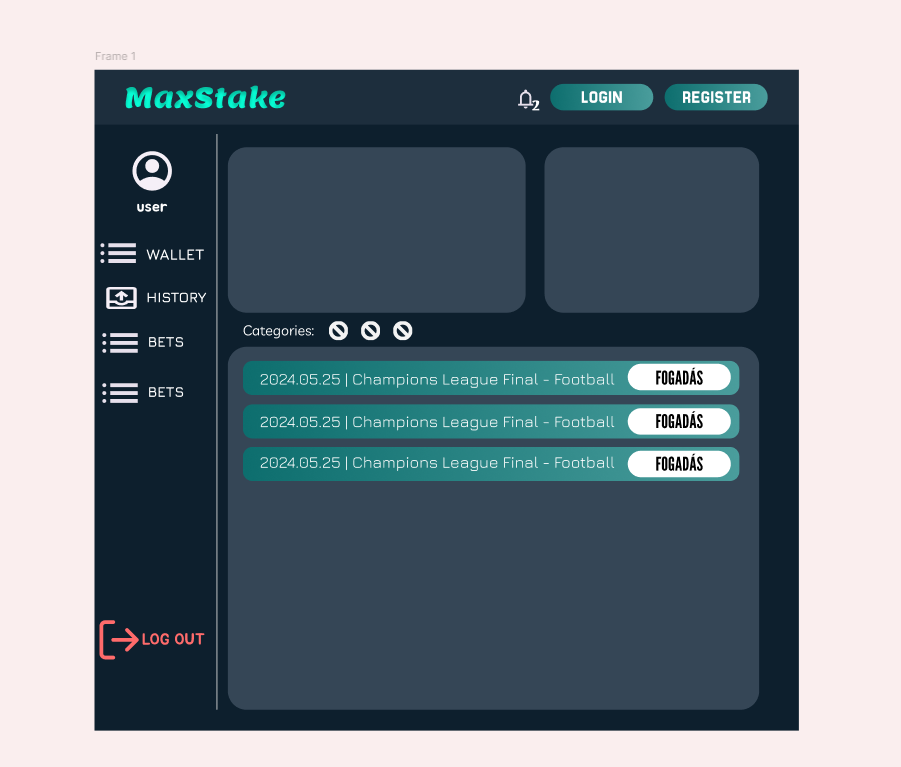 Frame 1
MaxStake
2
LOGIN
REGISTER
user
WALLET
HISTORY
BETS
BETS
LOG OUT
Categories:
2024.05.25 | Champions League Final - Football
FOGADÁS
2024.05.25 | Champions League Final - Football
FOGADÁS
2024.05.25 | Champions League Final - Football
FOGADÁS